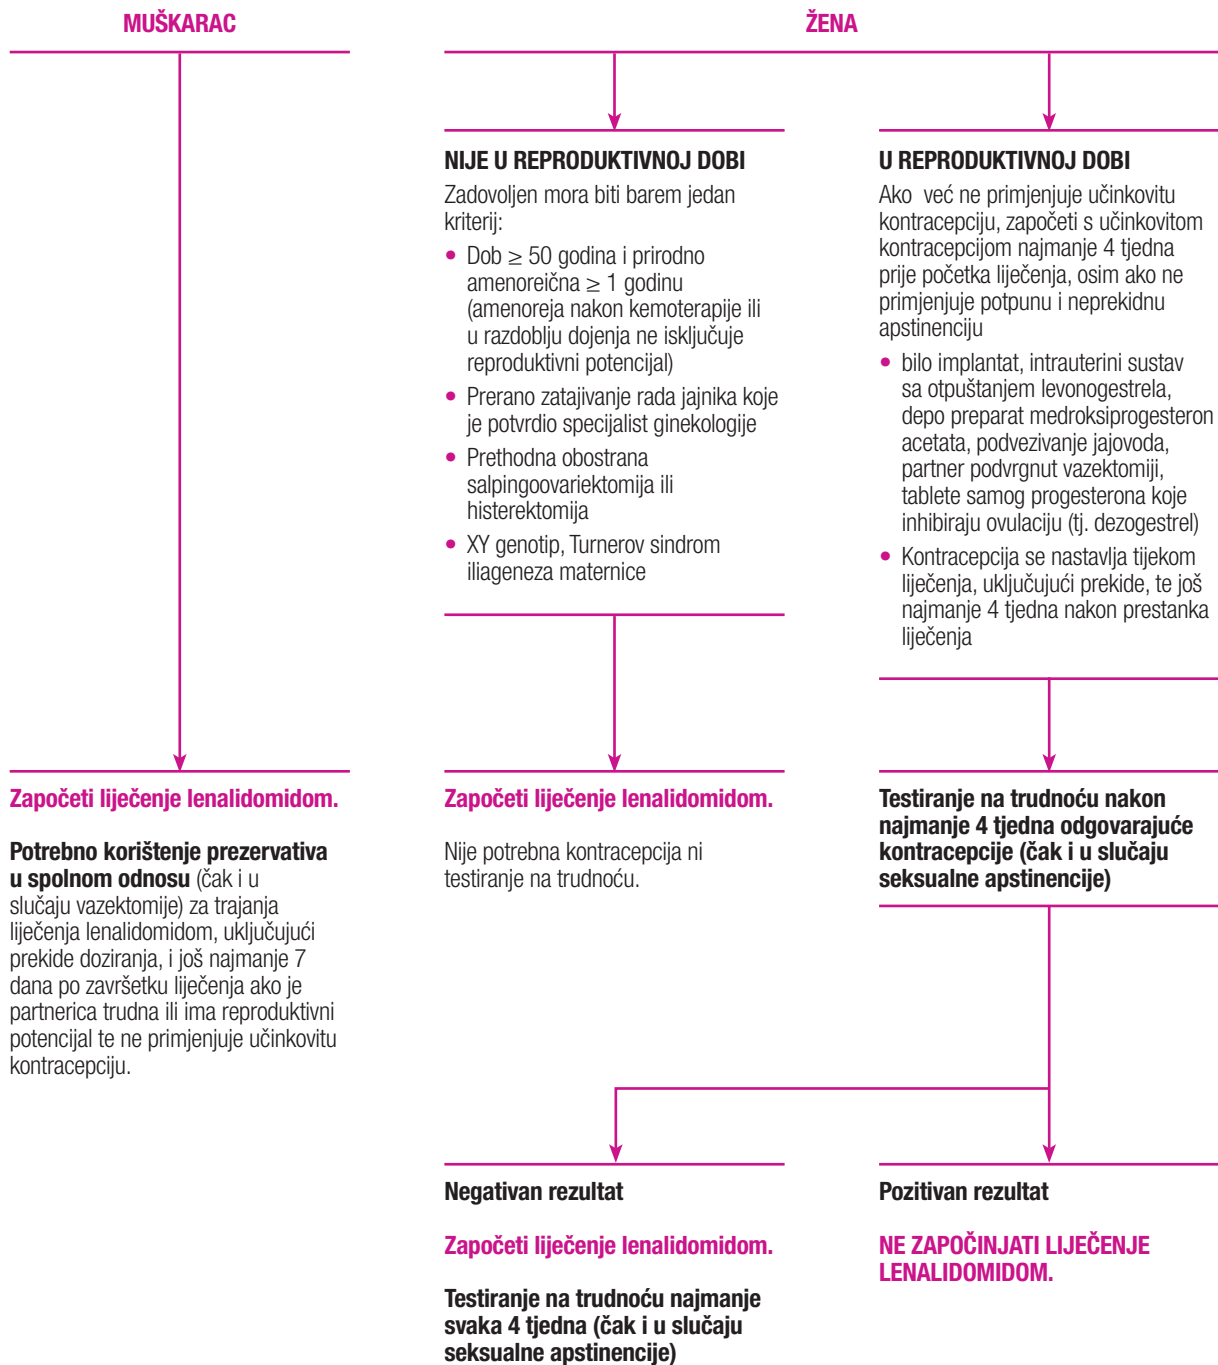 MUŠKARAC
ŽENA
NIJE U REPRODUKTIVNOJ DOBI
Zadovoljen mora biti barem jedan
kriterij:
• Dob ≥ 50 godina i prirodno
amenoreična ≥ 1 godinu
(amenoreja nakon kemoterapije ili
u razdoblju dojenja ne isključuje
reproduktivni potencijal)
• Prerano zatajivanje rada jajnika koje
je potvrdio specijalist ginekologije
• Prethodna obostrana
salpingoovariektomija ili
histerektomija
• XY genotip, Turnerov sindrom
iliageneza maternice
U REPRODUKTIVNOJ DOBI
Ako  već ne primjenjuje učinkovitu
kontracepciju, započeti s učinkovitom
kontracepcijom najmanje 4 tjedna
prije početka liječenja, osim ako ne
primjenjuje potpunu i neprekidnu
apstinenciju
• bilo implantat, intrauterini sustav
sa otpuštanjem levonogestrela,
depo preparat medroksiprogesteron
acetata, podvezivanje jajovoda,
partner podvrgnut vazektomiji,
tablete samog progesterona koje
inhibiraju ovulaciju (tj. dezogestrel)
• Kontracepcija se nastavlja tijekom
liječenja, uključujući prekide, te još
najmanje 4 tjedna nakon prestanka
liječenja
Započeti liječenje lenalidomidom.
Potrebno korištenje prezervativa
u spolnom odnosu (čak i u
slučaju vazektomije) za trajanja
liječenja lenalidomidom, uključujući
prekide doziranja, i još najmanje 7
dana po završetku liječenja ako je
partnerica trudna ili ima reproduktivni
potencijal te ne primjenjuje učinkovitu
kontracepciju.
Započeti liječenje lenalidomidom.
Nije potrebna kontracepcija ni
testiranje na trudnoću.
Testiranje na trudnoću nakon
najmanje 4 tjedna odgovarajuće
kontracepcije (čak i u slučaju
seksualne apstinencije)
Negativan rezultat
Započeti liječenje lenalidomidom.
Testiranje na trudnoću najmanje
svaka 4 tjedna (čak i u slučaju
seksualne apstinencije)
Pozitivan rezultat
NE ZAPOČINJATI LIJEČENJE
LENALIDOMIDOM.